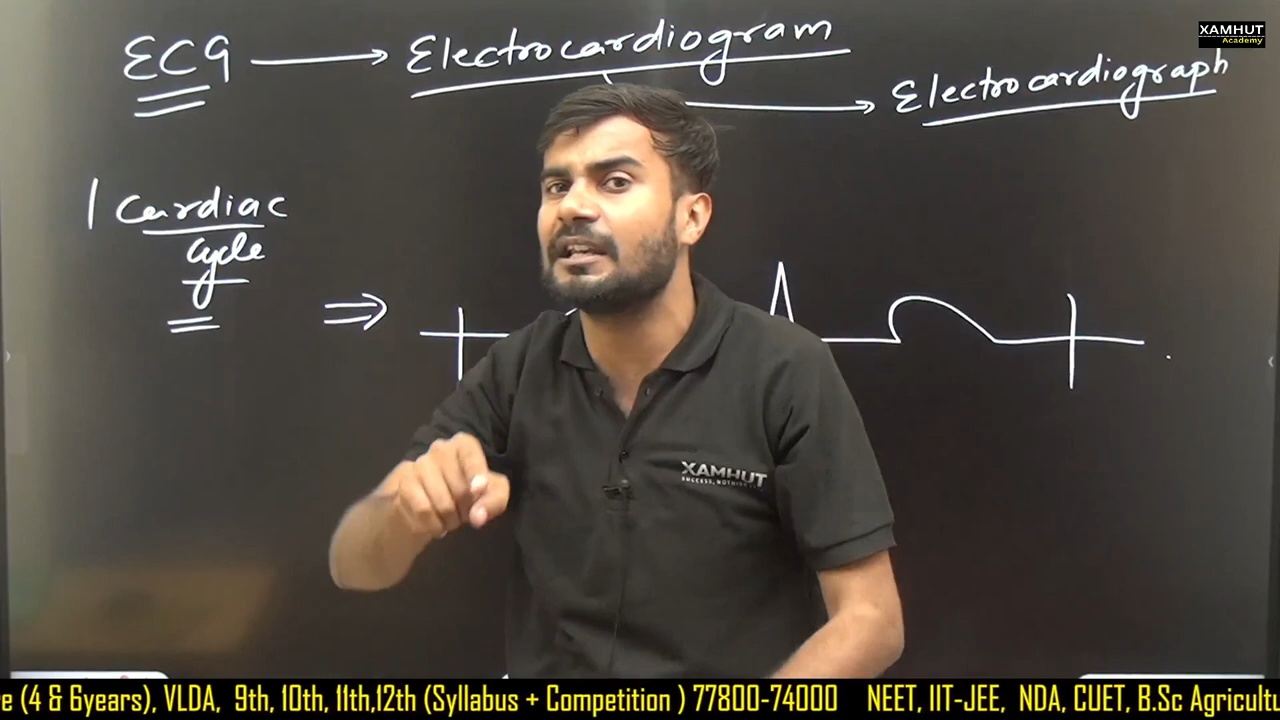 XAMHUT
Academy
ECG → Electrocardiogram
→ Electrocardiograph
1 Cardiac
cycle
⇒
XAMHUT
(4 & 6years), VLDA, 9th, 10th, 11th,12th (Syllabus + Competition ) 77800-74000 NEET, IIT-JEE, NDA, CUET, B.Sc